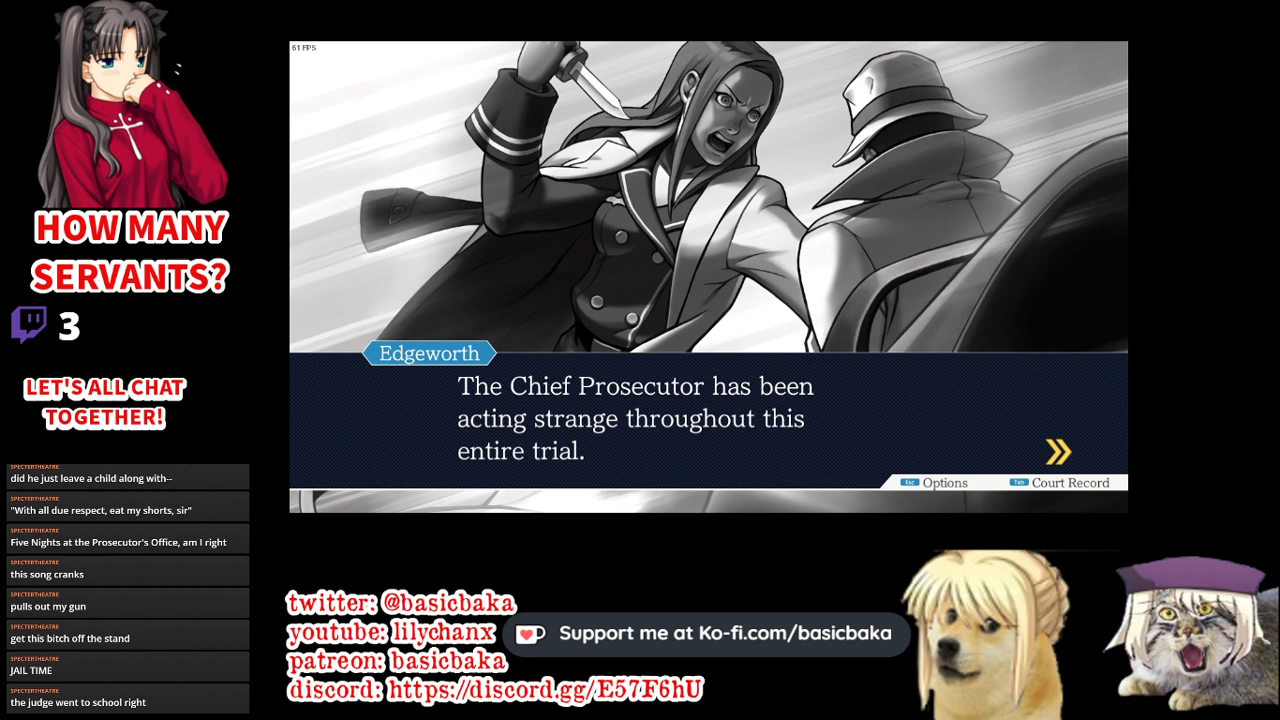 HOW MANY
SERVANTS?
3
LET'S ALL CHAT
TOGETHER!
SPECTERTHEATRE
did he just leave a child along with--
SPECTERTHEATRE
"With all due respect, eat my shorts, sir"
SPECTERTHEATRE
Five Nights at the Prosecutor's Office, am I right
SPECTERTHEATRE
this song cranks
SPECTERTHEATRE
pulls out my gun
SPECTERTHEATRE
get this bitch off the stand
SPECTERTHEATRE
JAIL TIME
SPECTERTHEATRE
the judge went to school right
61 FPS
Edgeworth
The Chief Prosecutor has been
acting strange throughout this
entire trial.
Esc Options Tab Court Record
twitter: @basicbaka
youtube: lilychanx
patreon: basicbaka
discord: https://discord.gg/E57F6hU
Support me at Ko-fi.com/basicbaka